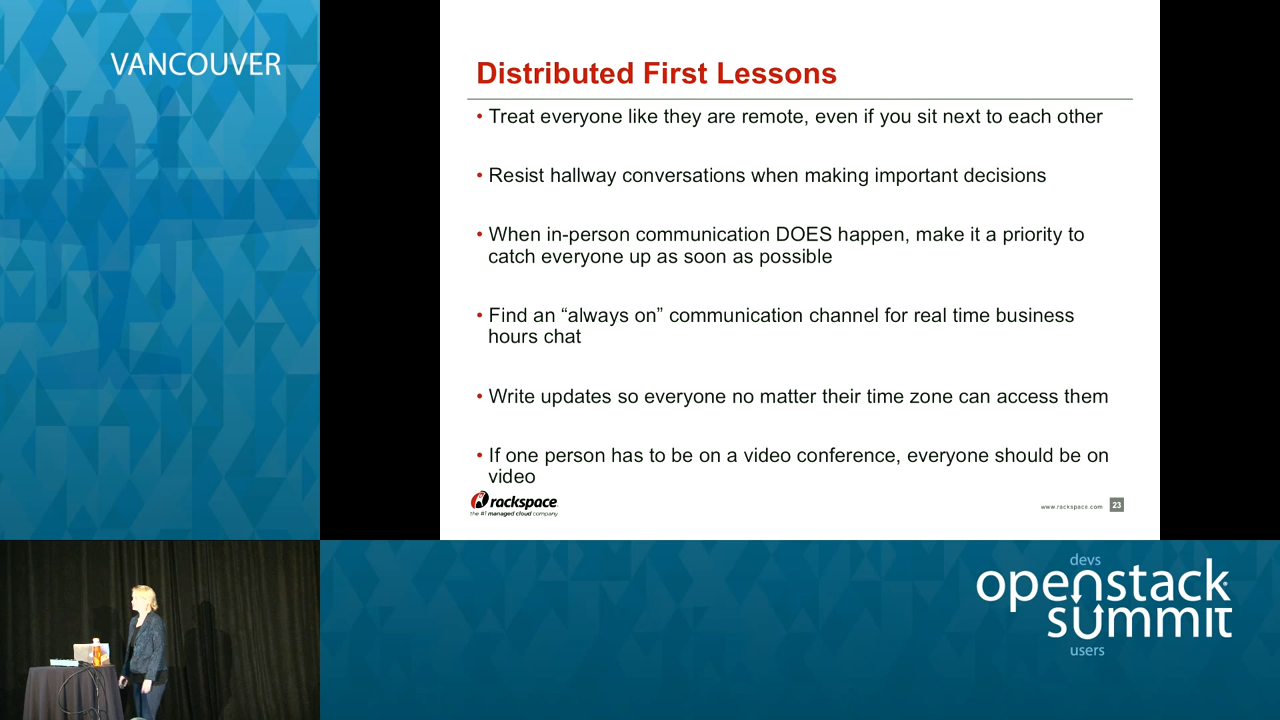 VANCOUVER
Distributed First Lessons
• Treat everyone like they are remote, even if you sit next to each other
• Resist hallway conversations when making important decisions
• When in-person communication DOES happen, make it a priority to
catch everyone up as soon as possible
• Find an “always on” communication channel for real time business
hours chat
• Write updates so everyone no matter their time zone can access them
• If one person has to be on a video conference, everyone should be on
video
rackspace
the #1 managed cloud company
www.rackspace.com 23
devs
openstack
summit
users